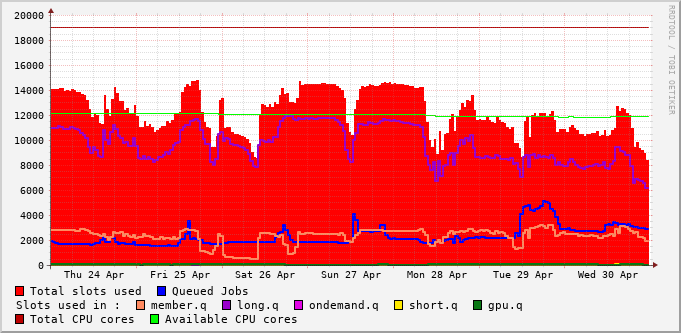 RRDTOOL / TOBI OETIKER
20000
18000
16000
14000
12000
10000
8000
6000
4000
2000
0
Thu 24 Apr Fri 25 Apr Sat 26 Apr Sun 27 Apr Mon 28 Apr Tue 29 Apr Wed 30 Apr
Total slots used Queued Jobs
Slots used in : member.q long.q ondemand.q short.q gpu.q
Total CPU cores Available CPU cores